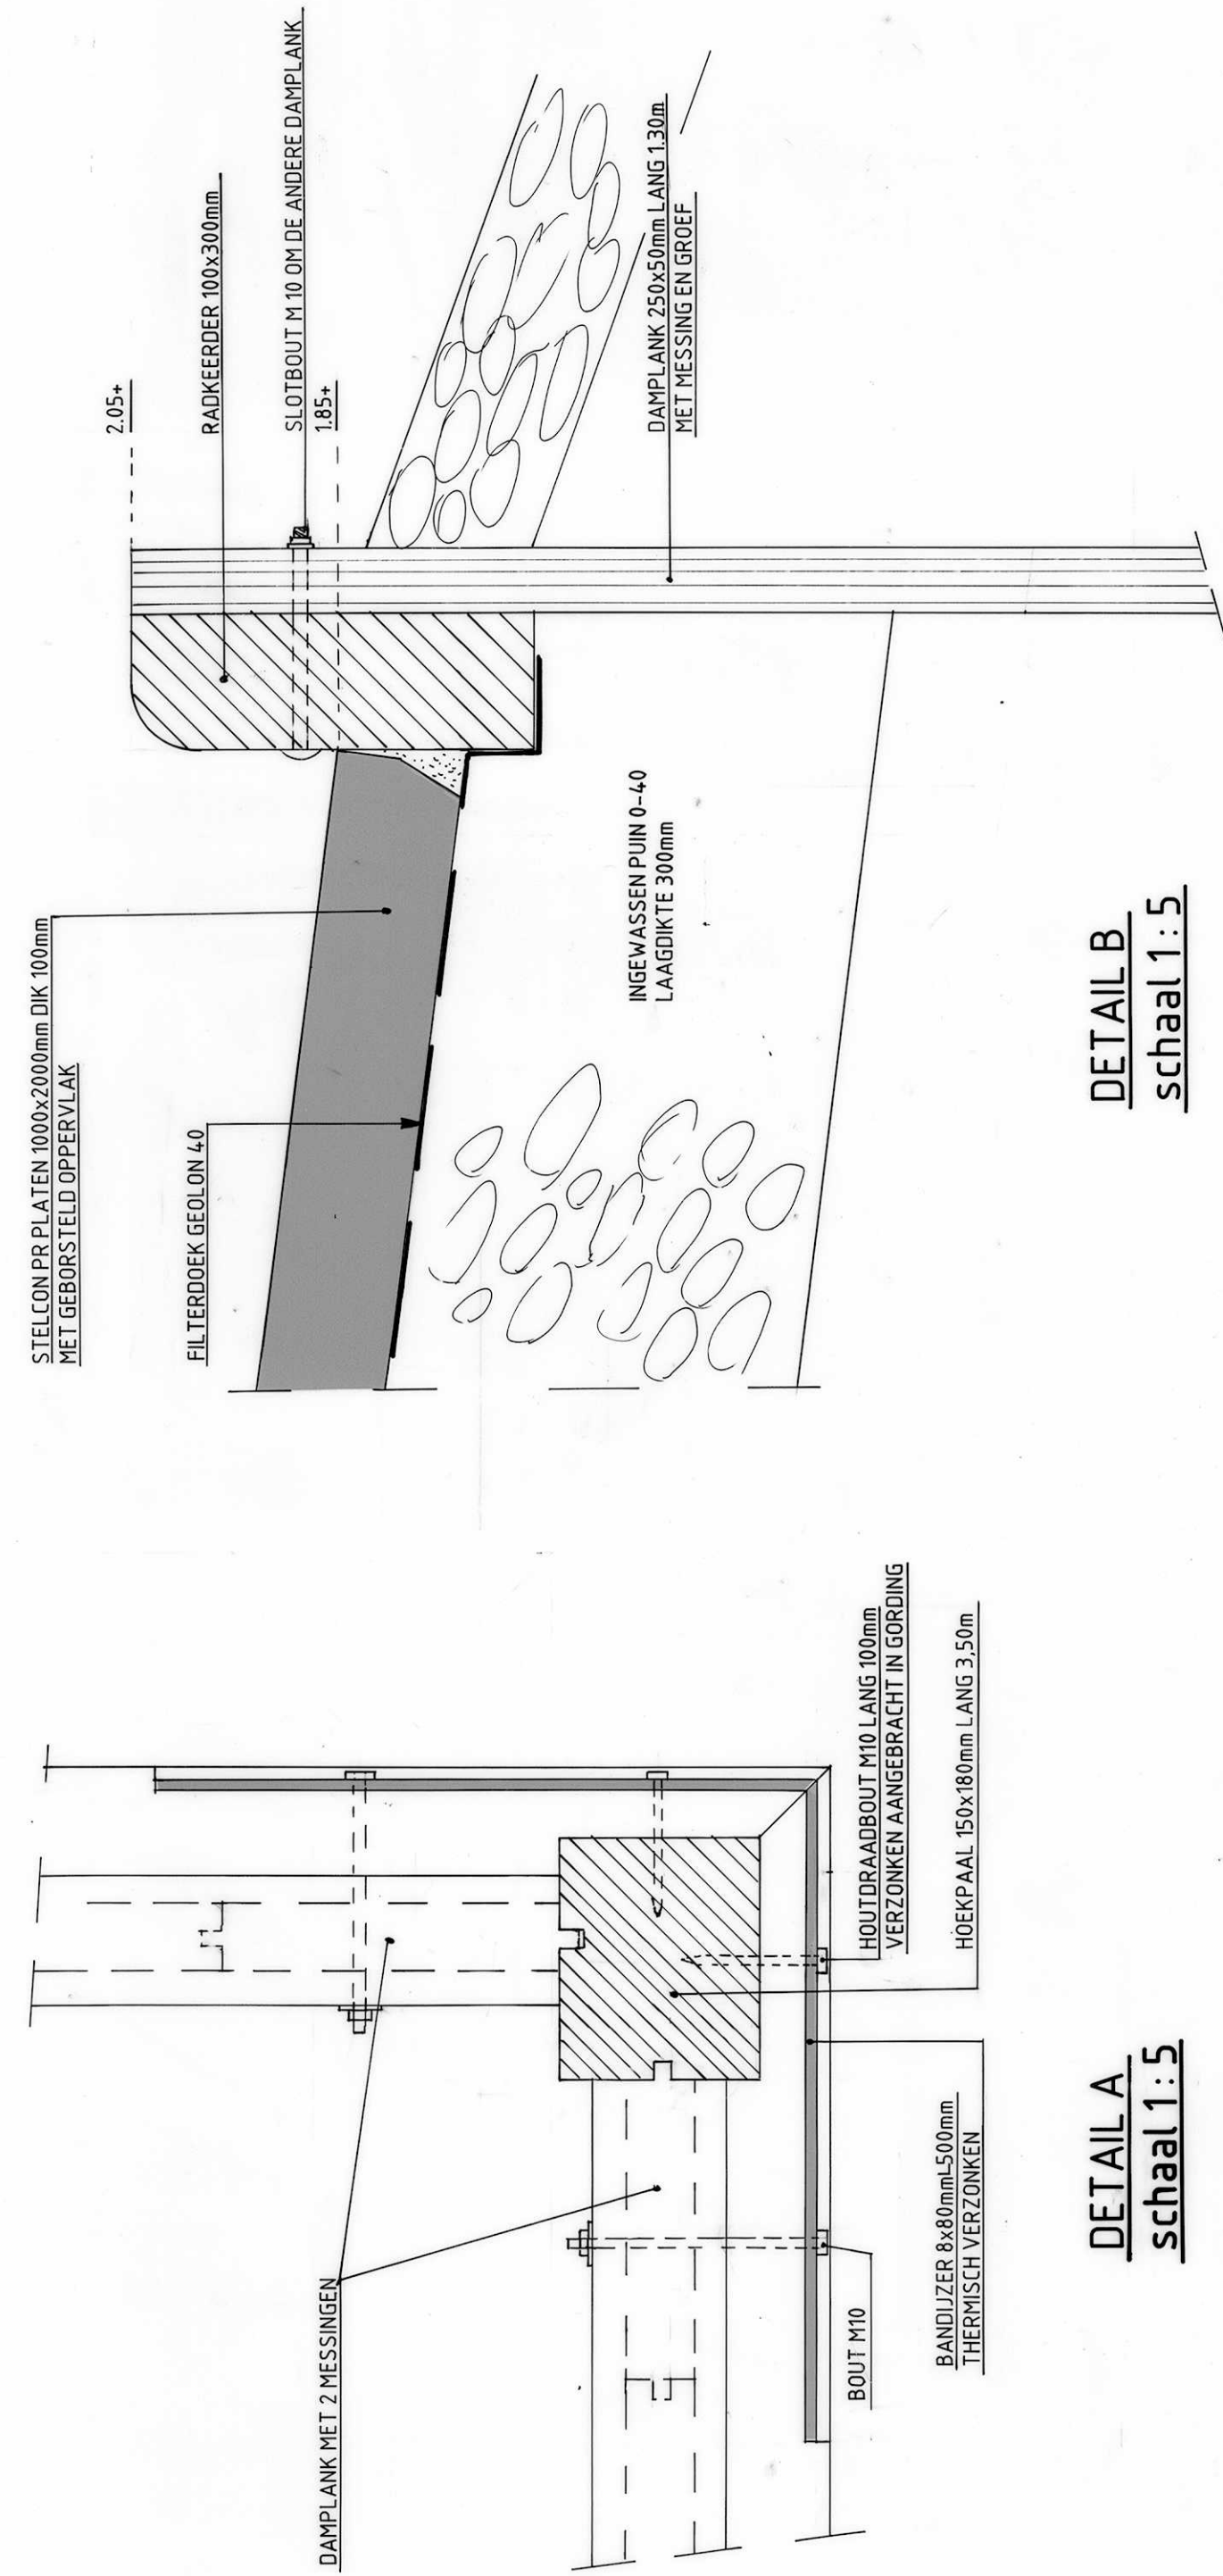 DAMPLANK MET 2 MESSINGEN
BOUT M10
BANDIJZER 8x80mmL500mm
THERMISCH VERZONKEN
HOUTDRAADBOUT M10 LANG 100mm
VERZONKEN AANGEBRACHT IN GORDING
HOEKPAAL 150x180mm LANG 3,50m
DETAIL A
schaal 1:5
STELCON PR PLATEN 1000x2000mm DIK 100mm
MET GEBORSTELD OPPERVLAK
FILTERDOEK GEOLON 40
2.05+
RADKEERDER 100x300mm
SLOTBOUT M 10 OM DE ANDERE DAMPLANK
1.85+
INGEWASSEN PUIN 0-40
LAAGDIKTE 300mm
DAMPLANK 250x50mm LANG 1.30m
MET MESSING EN GROEF
DETAIL B
schaal 1:5